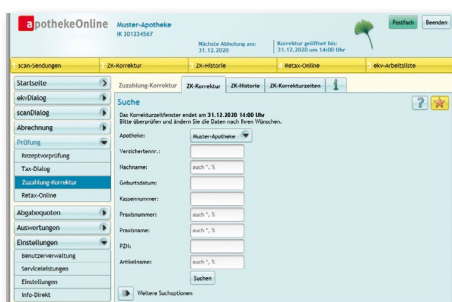 apothekeOnline
Muster-Apotheke
IK 301234567
Nächste Abholung am:
31.12.2020
Korrektur geöffnet bis:
31.12.2020 um 14:00 Uhr
Postfach
Beenden
scan-Sendungen
ZK-Korrektur
ZK-Historie
Retax-Online
ekv-Arbeitsliste
Startseite
ekvDialog
scanDialog
Abrechnung
Prüfung
Rezeptvorprüfung
Tax-Dialog
Zuzahlung-Korrektur
Retax-Online
Abgabequoten
Auswertungen
Einstellungen
Benutzerverwaltung
Serviceleistungen
Einstellungen
Info-Direkt
Zuzahlung-Korrektur
ZK-Korrektur
ZK-Historie
ZK-Korrekturzeiten
i
Suche
?
Das Korrekturzeitfenster endet am 31.12.2020 14:00 Uhr
Bitte überprüfen und ändern Sie die Daten nach Ihren Wünschen.
Apotheke:
Muster-Apotheke
Versichertennr.:
Nachname:
auch *, %
Geburtsdatum:
Kassennummer:
Praxisnummer:
auch *, %
Praxisname:
auch *, %
PZN:
Artikelname:
auch *, %
Suchen
Weitere Suchoptionen